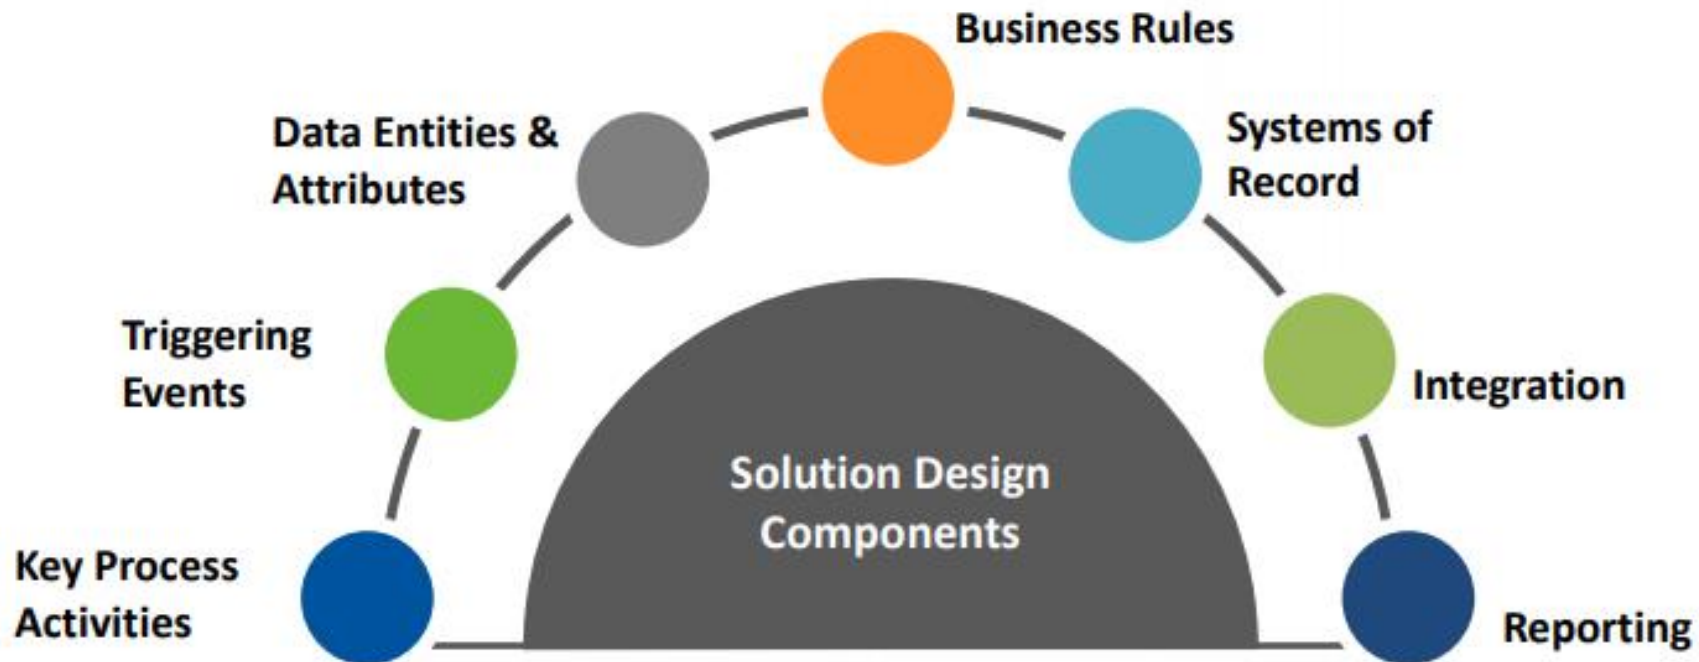 Business Rules
Data Entities &
Attributes
Systems of
Record
Triggering
Events
Integration
Solution Design
Components
Key Process
Activities
Reporting